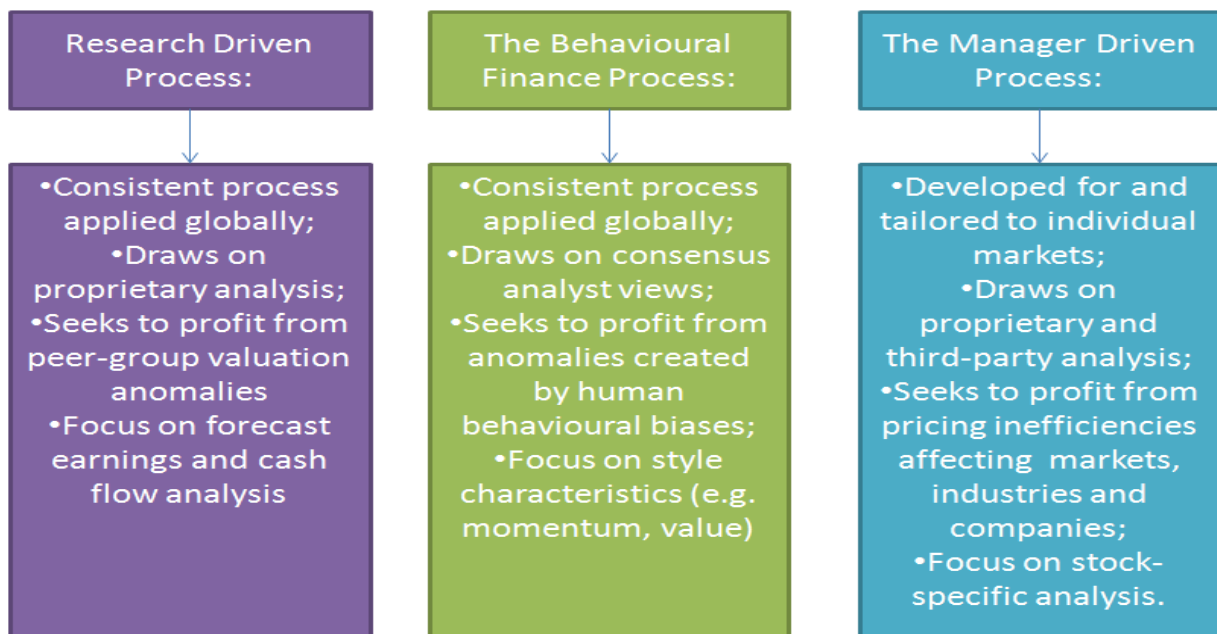 Research Driven
Process:
•Consistent process
applied globally;
•Draws on
proprietary analysis;
•Seeks to profit from
peer-group valuation
anomalies
•Focus on forecast
earnings and cash
flow analysis
The Behavioural
Finance Process:
•Consistent process
applied globally;
•Draws on consensus
analyst views;
•Seeks to profit from
anomalies created
by human
behavioural biases;
•Focus on style
characteristics (e.g.
momentum, value)
The Manager Driven
Process:
•Developed for and
tailored to individual
markets;
•Draws on
proprietary and
third-party analysis;
•Seeks to profit from
pricing inefficiencies
affecting  markets,
industries and
companies;
•Focus on stock-
specific analysis.